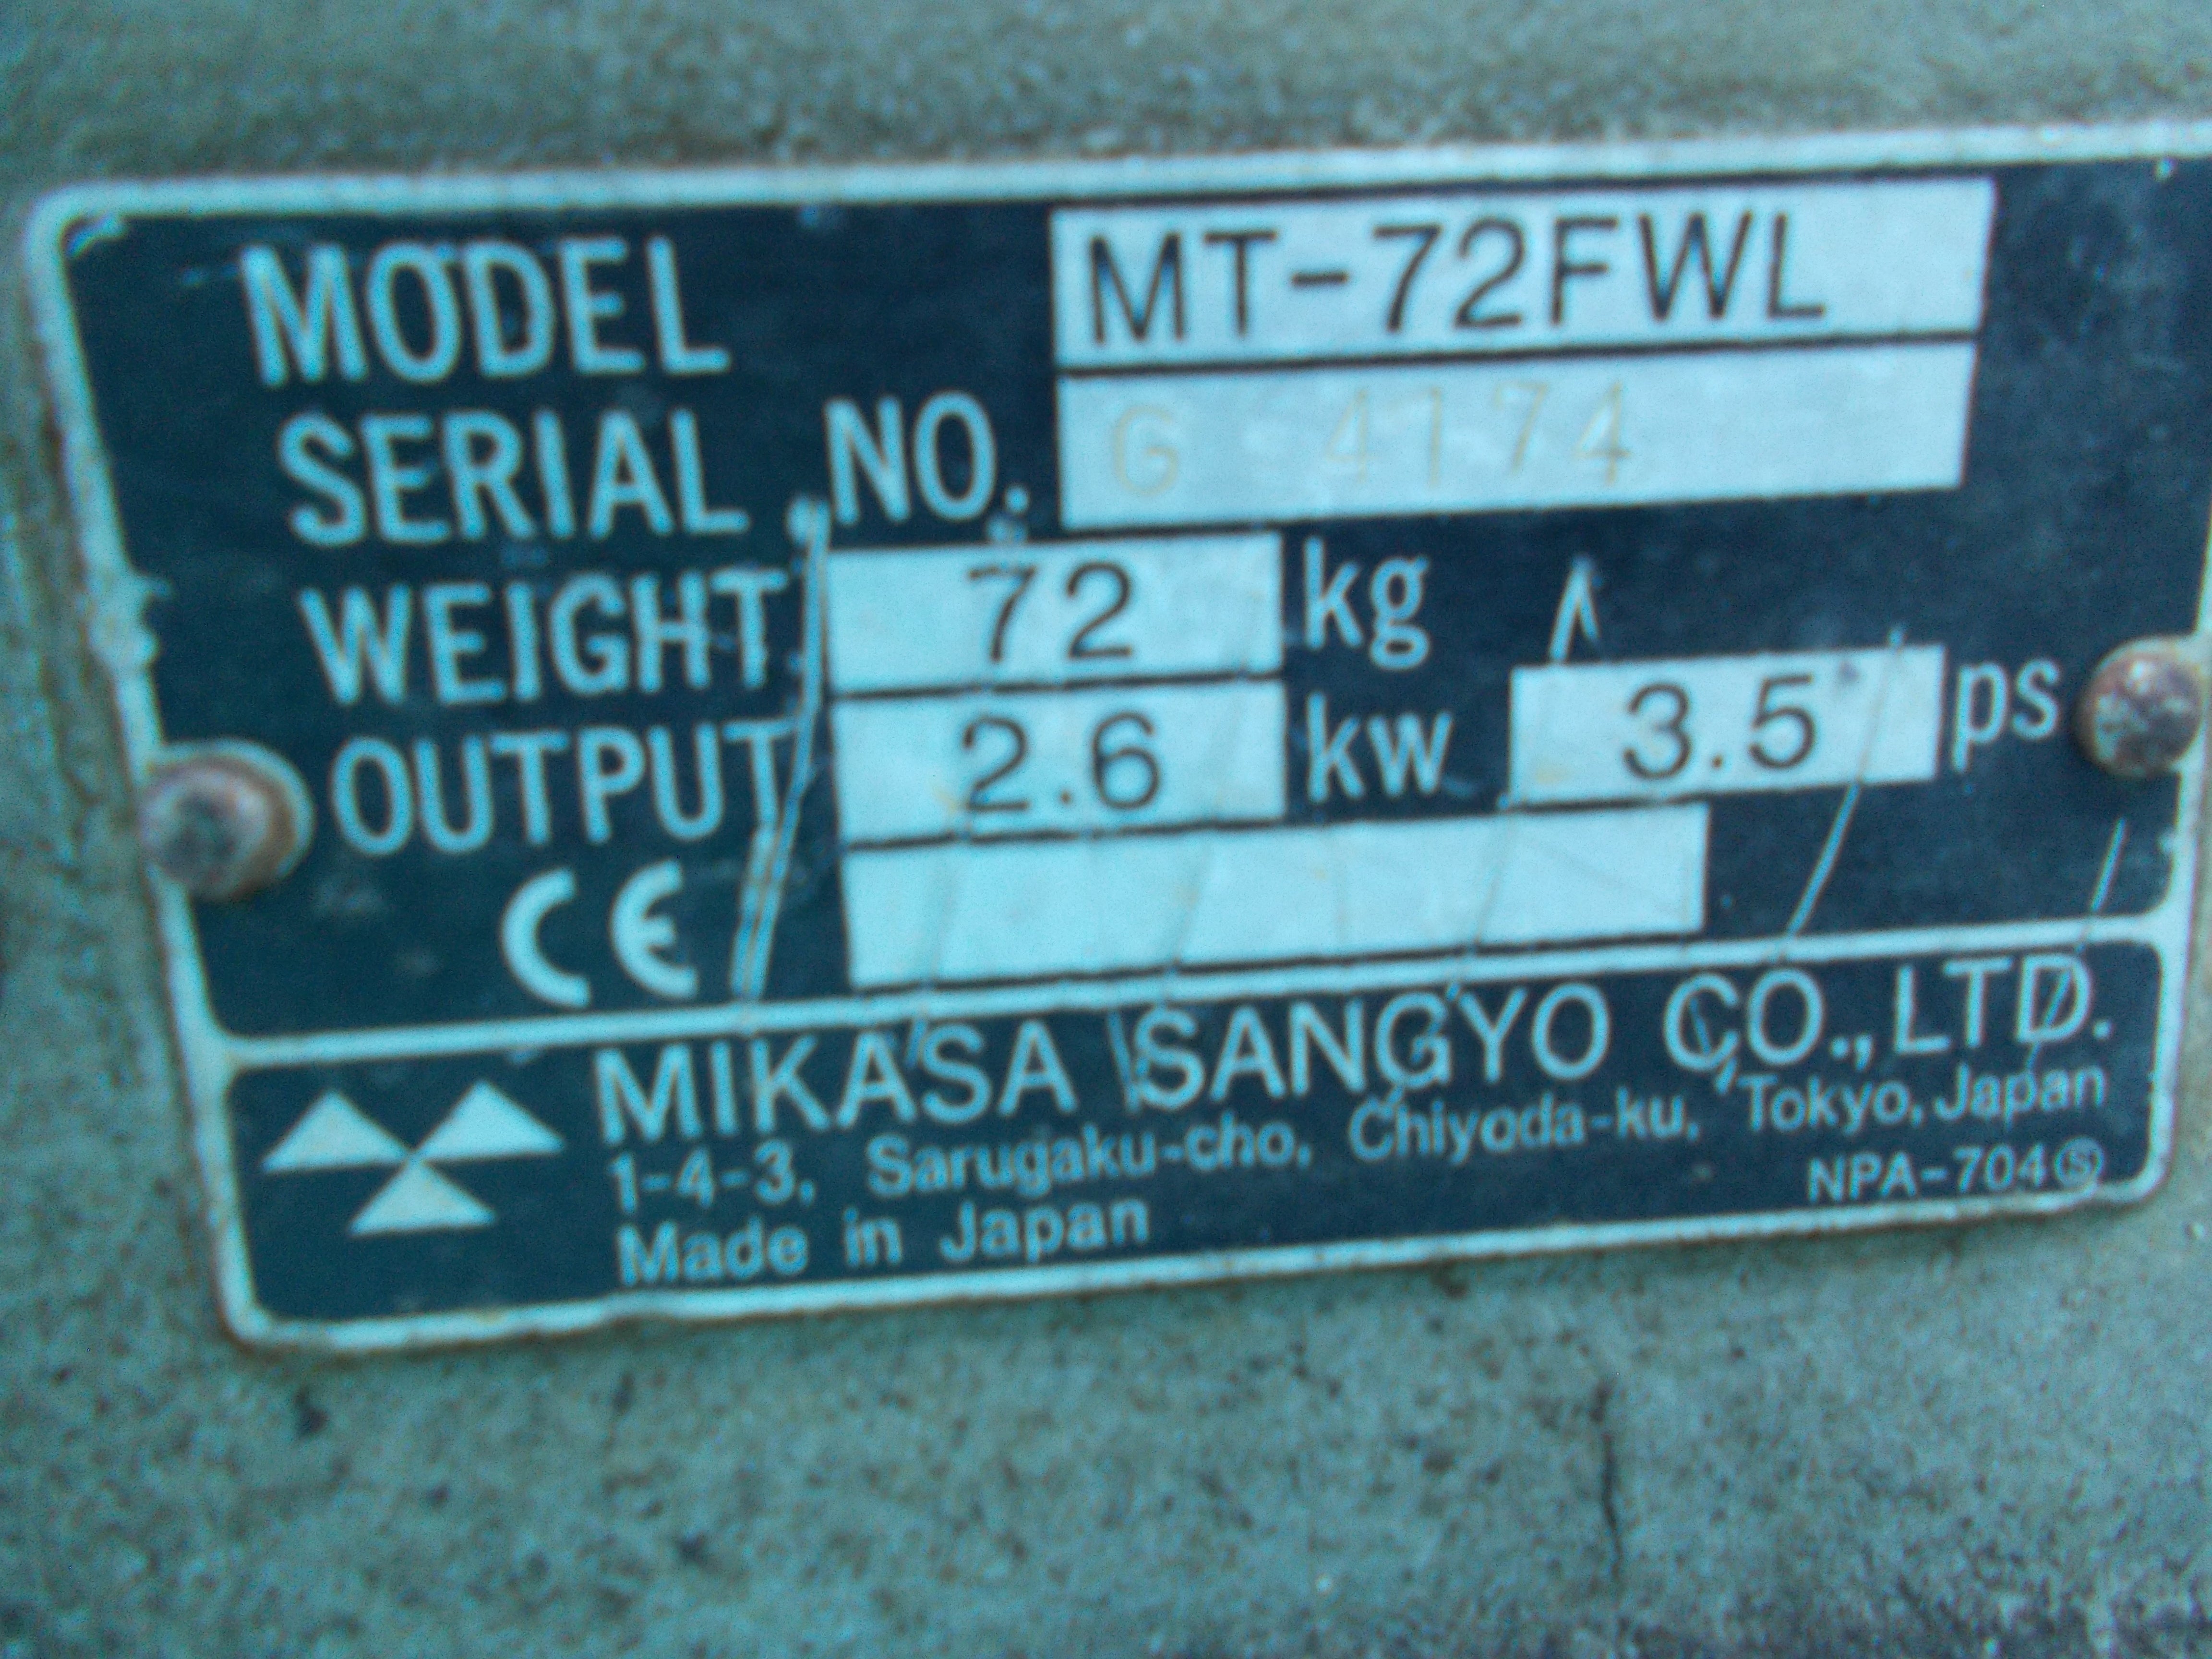 MODEL MT-72FWL
SERIAL NO. G 4174
WEIGHT 72 kg
OUTPUT 2.6 kw 3.5 ps
CE
MIKASA SANGYO CO., LTD.
1-4-3, Sarugaku-cho, Chiyoda-ku, Tokyo, Japan
NPA-704Ⓢ
Made in Japan